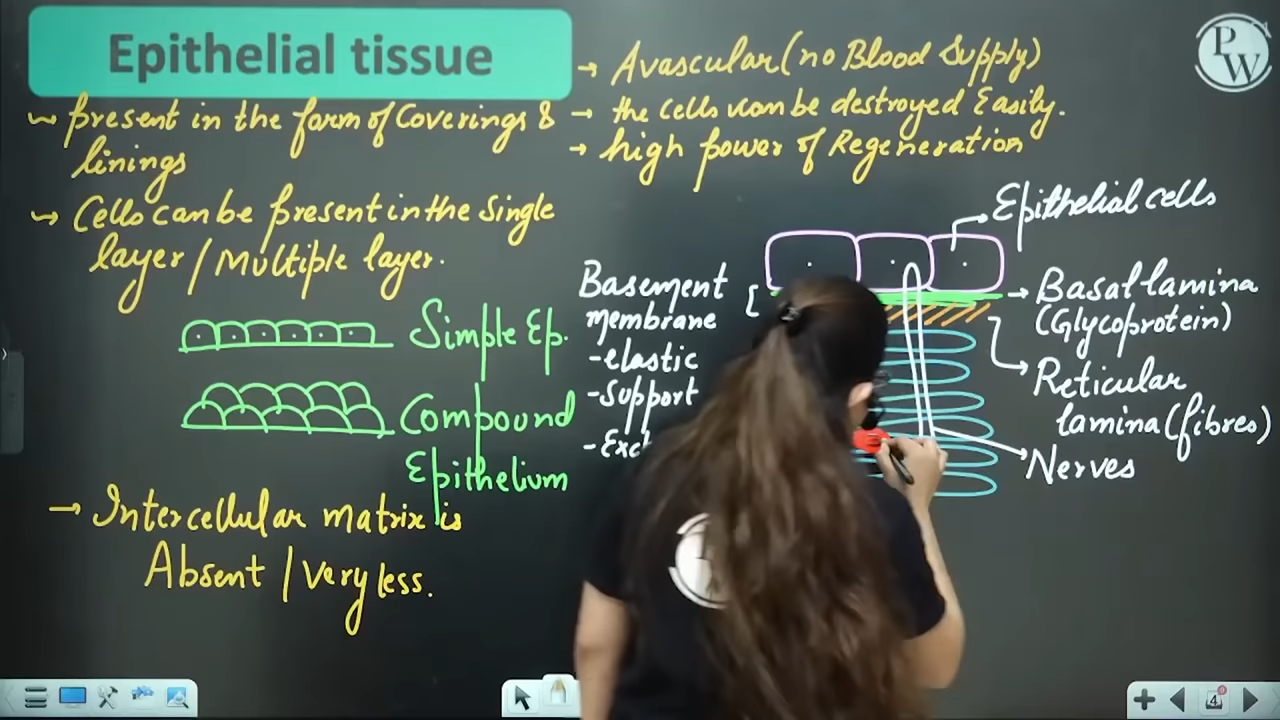 Epithelial tissue
present in the form of Coverings &
linings
Cells can be present in the Single
layer / Multiple layer.
Simple Ep.
Compound
Epithelium
→ Intercellular matrix is
Absent / Very less.
→ Avascular (no Blood Supply)
→ the cells can be destroyed Easily.
→ high power of Regeneration
Epithelial cells
Basement
membrane
-elastic
-Support
Basal lamina
(Glycoprotein)
Reticular
lamina (fibres)
Nerves
PW
4